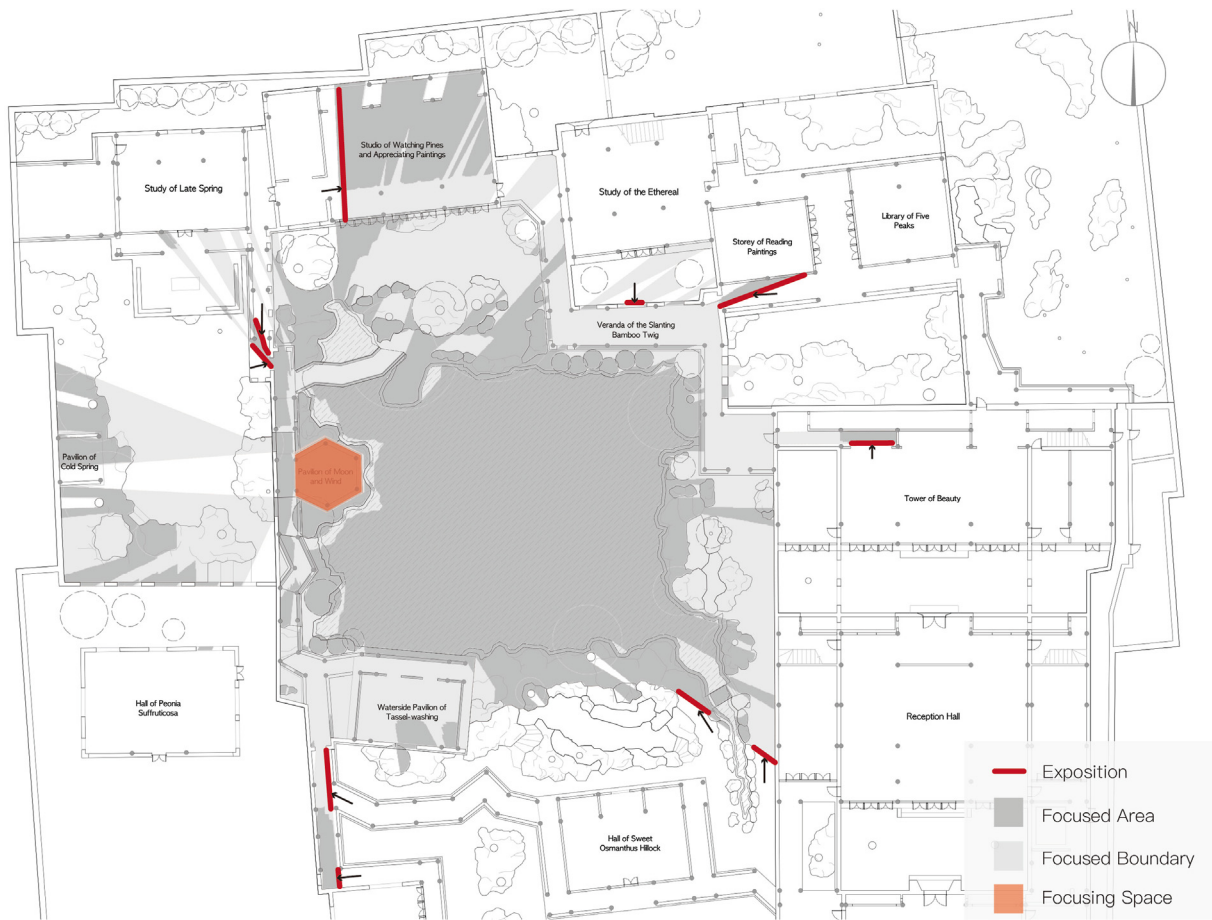 N
Studio of Watching Pines
and Appreciating Paintings
Study of Late Spring
Study of the Ethereal
Library of Five
Peaks
Storey of Reading
Paintings
Veranda of the Slanting
Bamboo Twig
Pavilion of
Cold Spring
Pavilion of Moon
and Wind
Tower of Beauty
Hall of Peonia
Suffruticosa
Waterside Pavilion of
Tassel-washing
Reception Hall
Hall of Sweet
Osmanthus Hillock
Exposition
Focused Area
Focused Boundary
Focusing Space